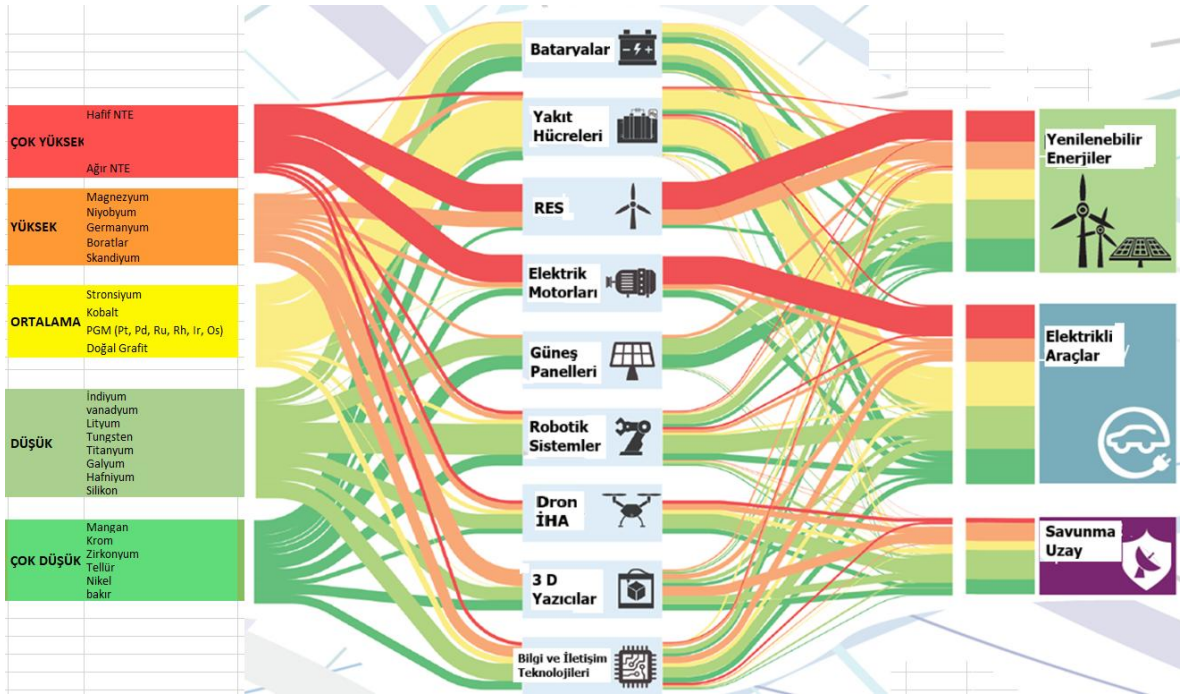 ÇOK YÜKSEK
Hafif NTE
Ağır NTE
YÜKSEK
Magnezyum
Niyobyum
Germanyum
Boratlar
Skandiyum
ORTALAMA
Stronsiyum
Kobalt
PGM (Pt, Pd, Ru, Rh, Ir, Os)
Doğal Grafit
DÜŞÜK
İndiyum
vanadyum
Lityum
Tungsten
Titanyum
Galyum
Hafniyum
Silikon
ÇOK DÜŞÜK
Mangan
Krom
Zirkonyum
Tellür
Nikel
bakır
Bataryalar
Yakıt
Hücreleri
RES
Elektrik
Motorları
Güneş
Panelleri
Robotik
Sistemler
Dron
İHA
3 D
Yazıcılar
Bilgi ve İletişim
Teknolojileri
Yenilenebilir
Enerjiler
Elektrikli
Araçlar
Savunma
Uzay